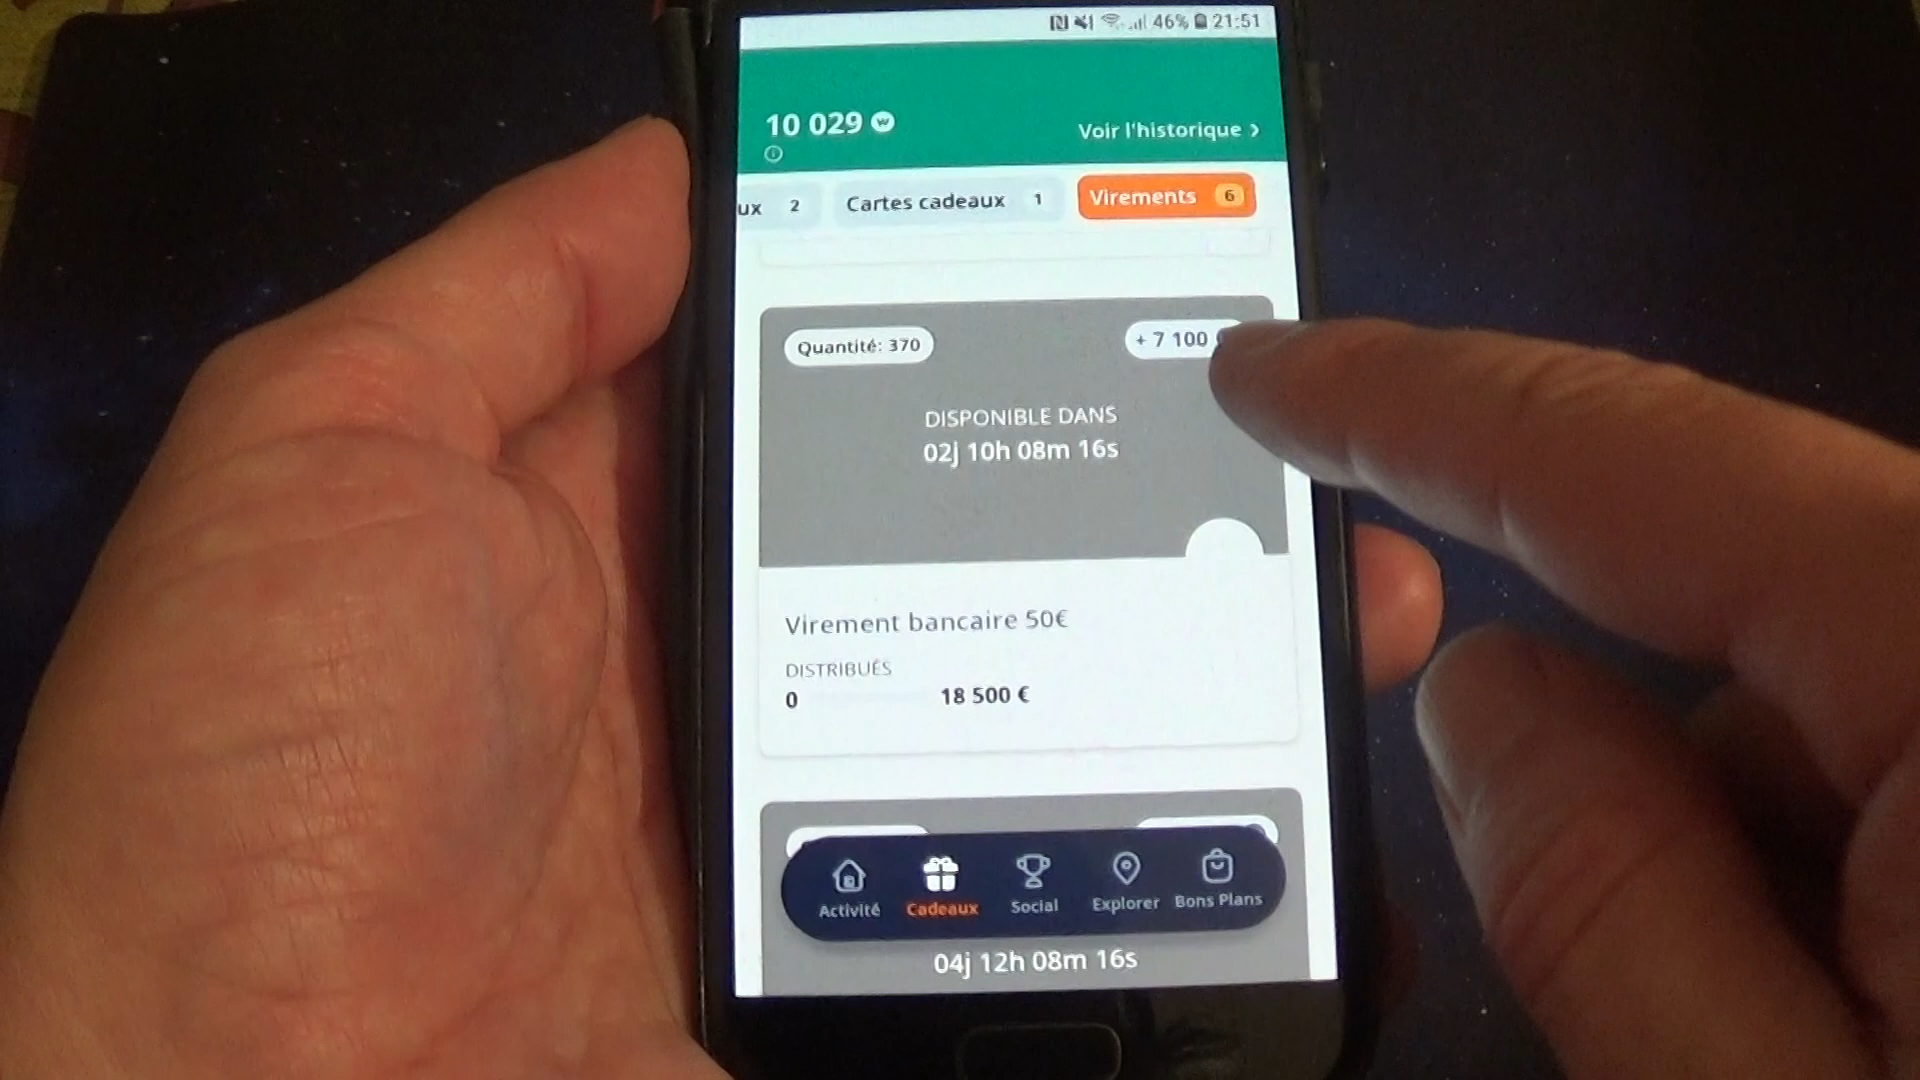 46% 21:51
10 029
Voir l'historique
ux 2
Cartes cadeaux 1
Virements 6
Quantité: 370
+ 7 100
DISPONIBLE DANS
02j 10h 08m 16s
Virement bancaire 50€
DISTRIBUÉS
0 18 500 €
Activité
Cadeaux
Social
Explorer
Bons Plans
04j 12h 08m 16s